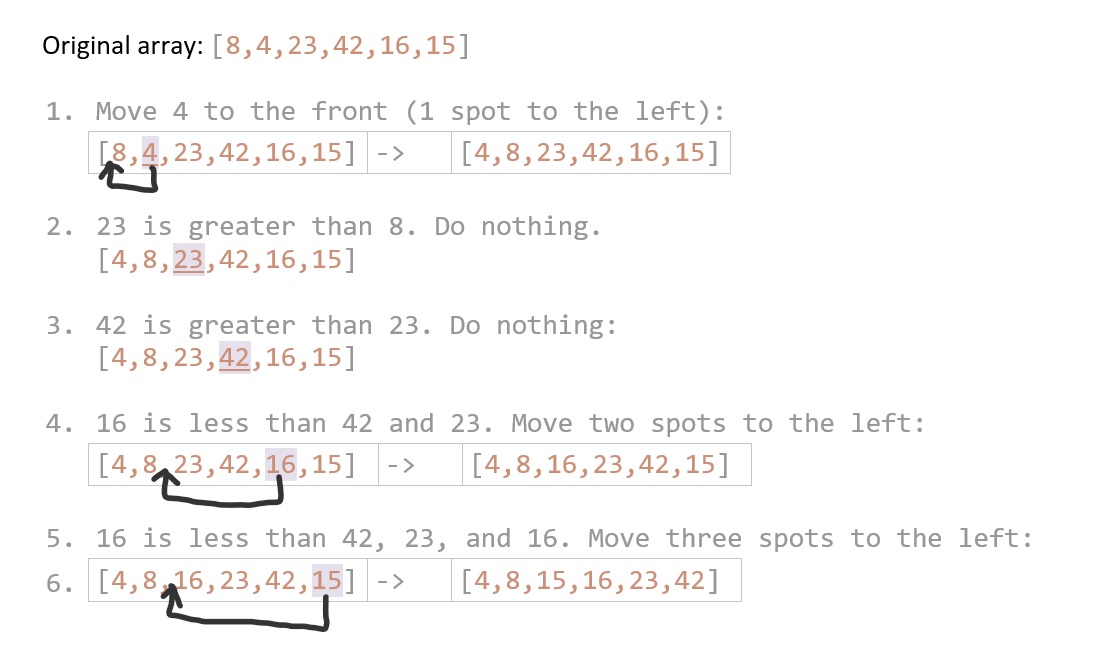 Original array: [8,4,23,42,16,15]
1. Move 4 to the front (1 spot to the left):
[8,4,23,42,16,15] -> [4,8,23,42,16,15]
2. 23 is greater than 8. Do nothing.
[4,8,23,42,16,15]
3. 42 is greater than 23. Do nothing:
[4,8,23,42,16,15]
4. 16 is less than 42 and 23. Move two spots to the left:
[4,8,23,42,16,15] -> [4,8,16,23,42,15]
5. 16 is less than 42, 23, and 16. Move three spots to the left:
6. [4,8,16,23,42,15] -> [4,8,15,16,23,42]